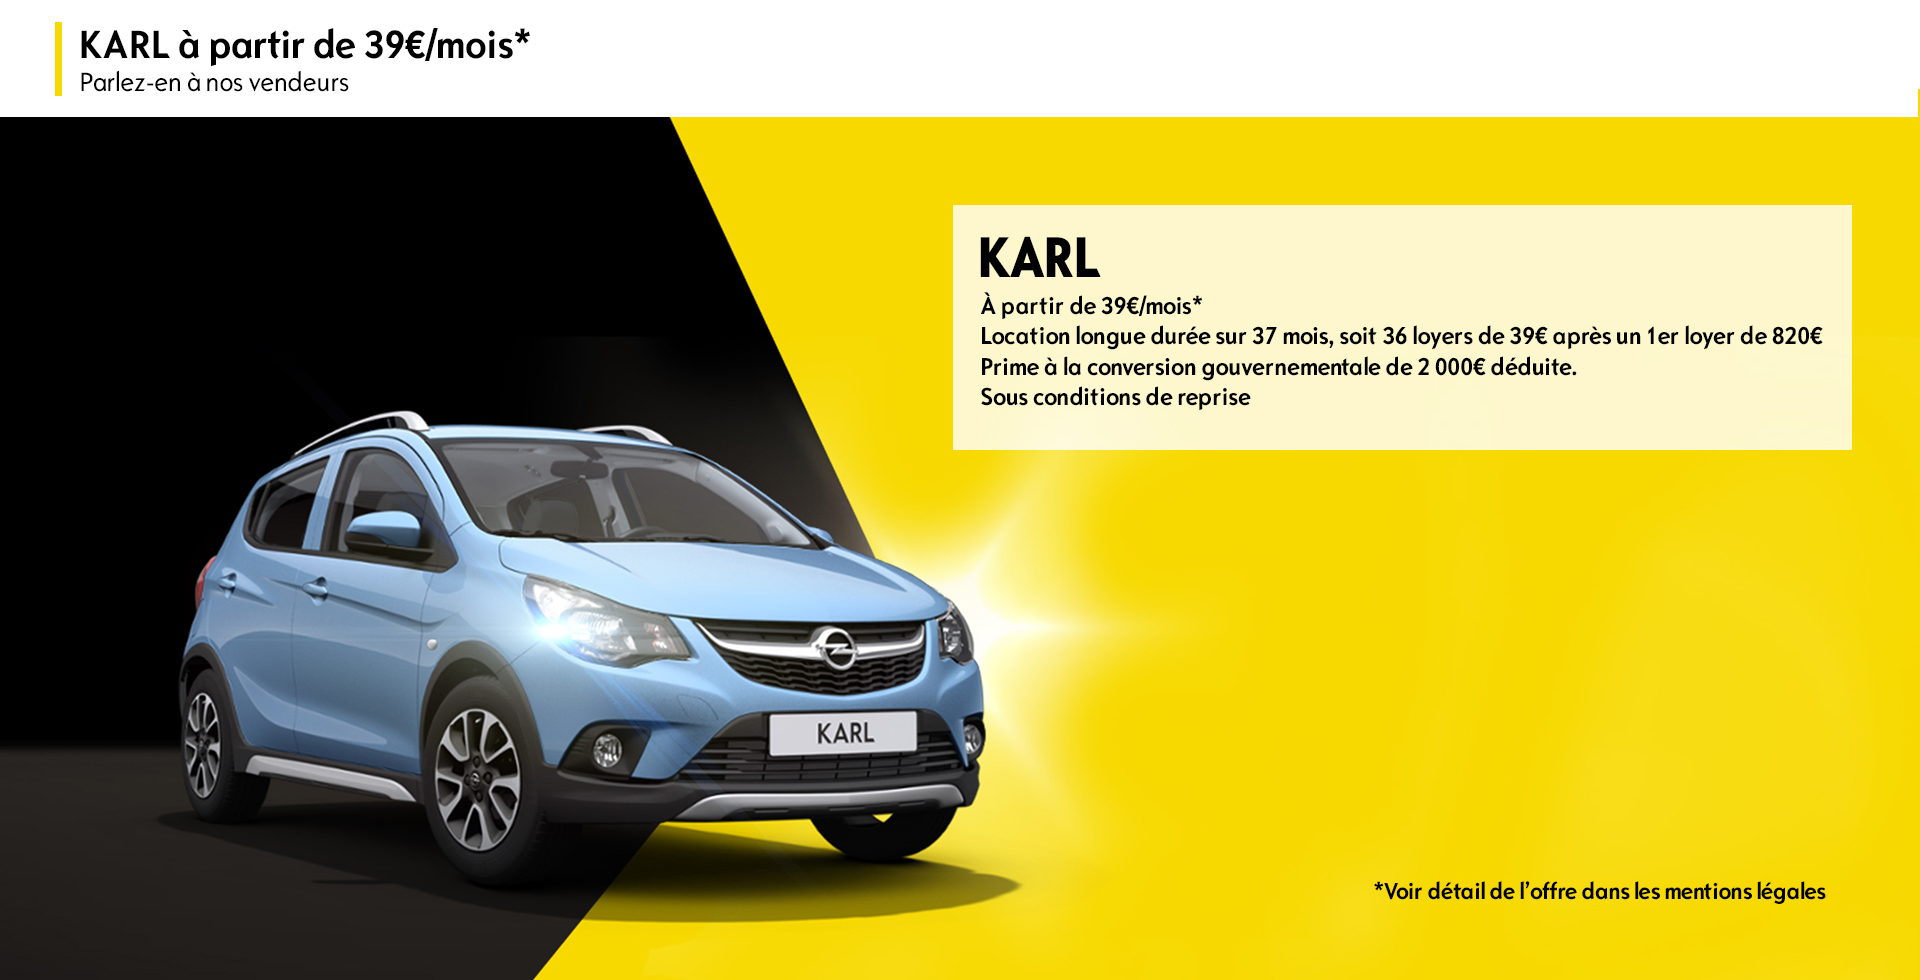 KARL à partir de 39€/mois*
Parlez-en à nos vendeurs
KARL
À partir de 39€/mois*
Location longue durée sur 37 mois, soit 36 loyers de 39€ après un 1er loyer de 820€
Prime à la conversion gouvernementale de 2 000€ déduite.
Sous conditions de reprise
KARL
*Voir détail de l'offre dans les mentions légales